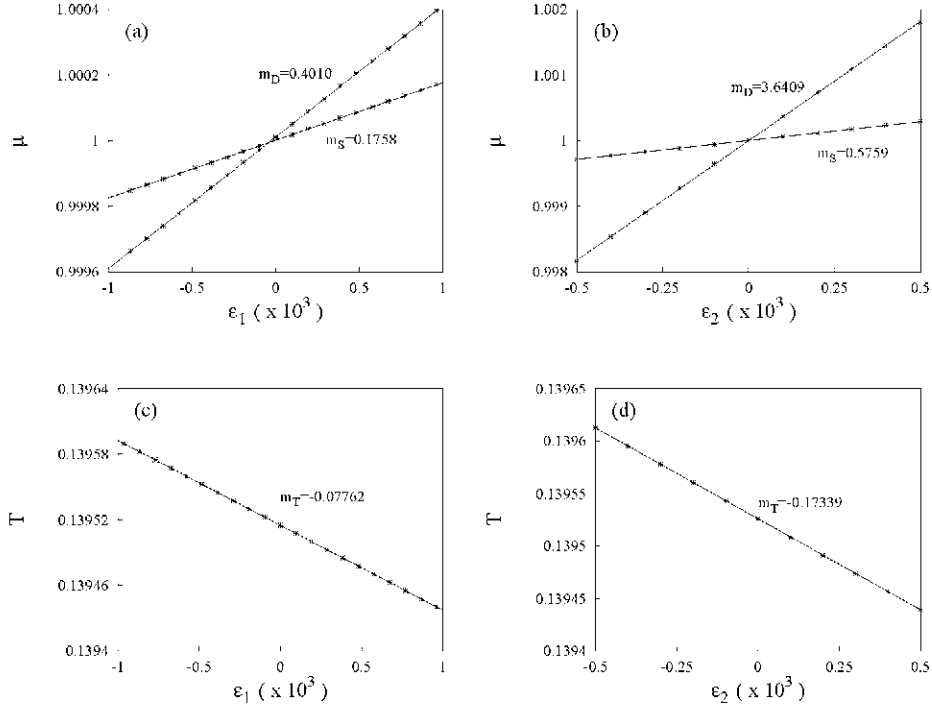 (a)
1.0004
1.0002
1
0.9998
0.9996
μ
m_D=0.4010
m_S=0.1758
-1 -0.5 0 0.5 1
ε_1 ( x 10^3 )
(b)
1.002
1.001
1
0.999
0.998
μ
m_D=3.6409
m_S=0.5759
-0.5 -0.25 0 0.25 0.5
ε_2 ( x 10^3 )
(c)
0.13964
0.13958
0.13952
0.13946
0.1394
T
m_T=-0.07762
-1 -0.5 0 0.5 1
ε_1 ( x 10^3 )
(d)
0.13965
0.1396
0.13955
0.1395
0.13945
0.1394
T
m_T=-0.17339
-0.5 -0.25 0 0.25 0.5
ε_2 ( x 10^3 )